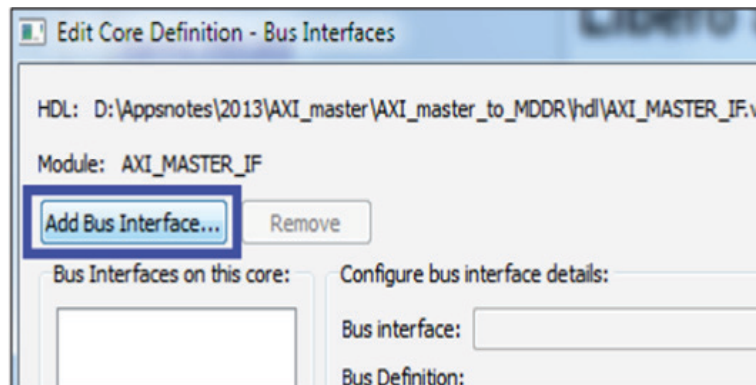 Edit Core Definition - Bus Interfaces
HDL: D:\Appsnotes\2013\AXI_master\AXI_master_to_MDDR\hdl\AXI_MASTER_IF.v
Module: AXI_MASTER_IF
Add Bus Interface... Remove
Bus Interfaces on this core: Configure bus interface details:
Bus interface:
Bus Definition: